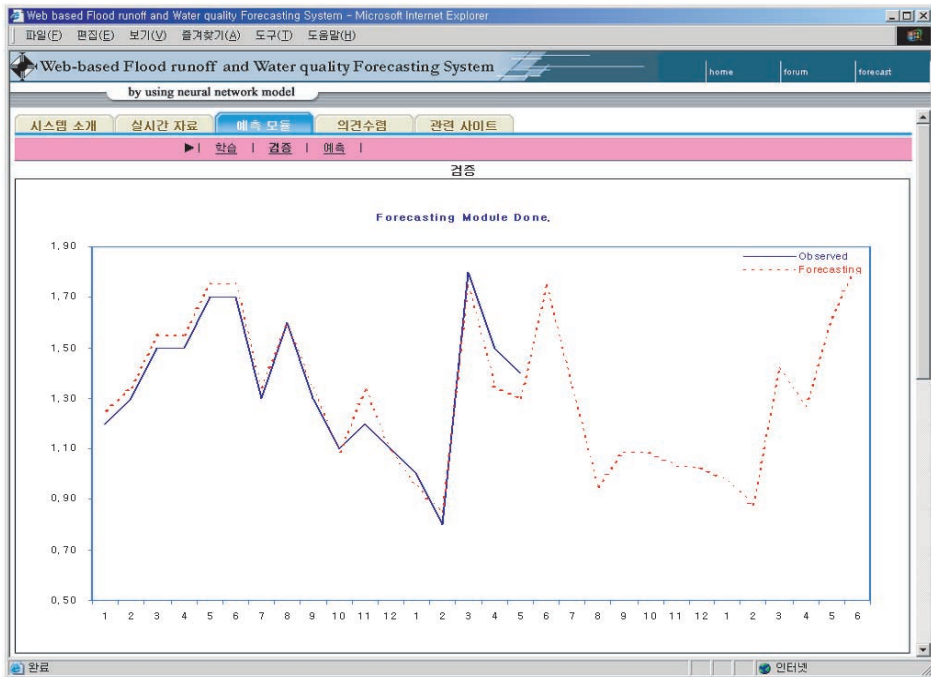 Web based Flood runoff and Water quality Forecasting System - Microsoft Internet Explorer
파일(F) 편집(E) 보기(V) 즐겨찾기(A) 도구(T) 도움말(H)
Web-based Flood runoff and Water quality Forecasting System
home forum forecast
by using neural network model
시스템 소개 실시간 자료 예측 모듈 의견수렴 관련 사이트
▶| 학습 | 검증 | 예측 |
검증
Forecasting Module Done,
Observed
Forecasting
1,90
1,70
1,50
1,30
1,10
0,90
0,70
0,50
1 2 3 4 5 6 7 8 9 10 11 12 1 2 3 4 5 6 7 8 9 10 11 12 1 2 3 4 5 6
완료 인터넷